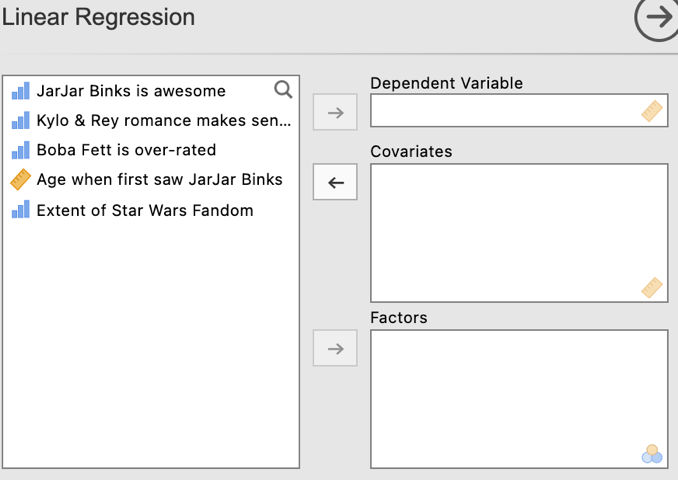 Linear Regression
JarJar Binks is awesome
Kylo & Rey romance makes sen...
Boba Fett is over-rated
Age when first saw JarJar Binks
Extent of Star Wars Fandom
Dependent Variable
Covariates
Factors